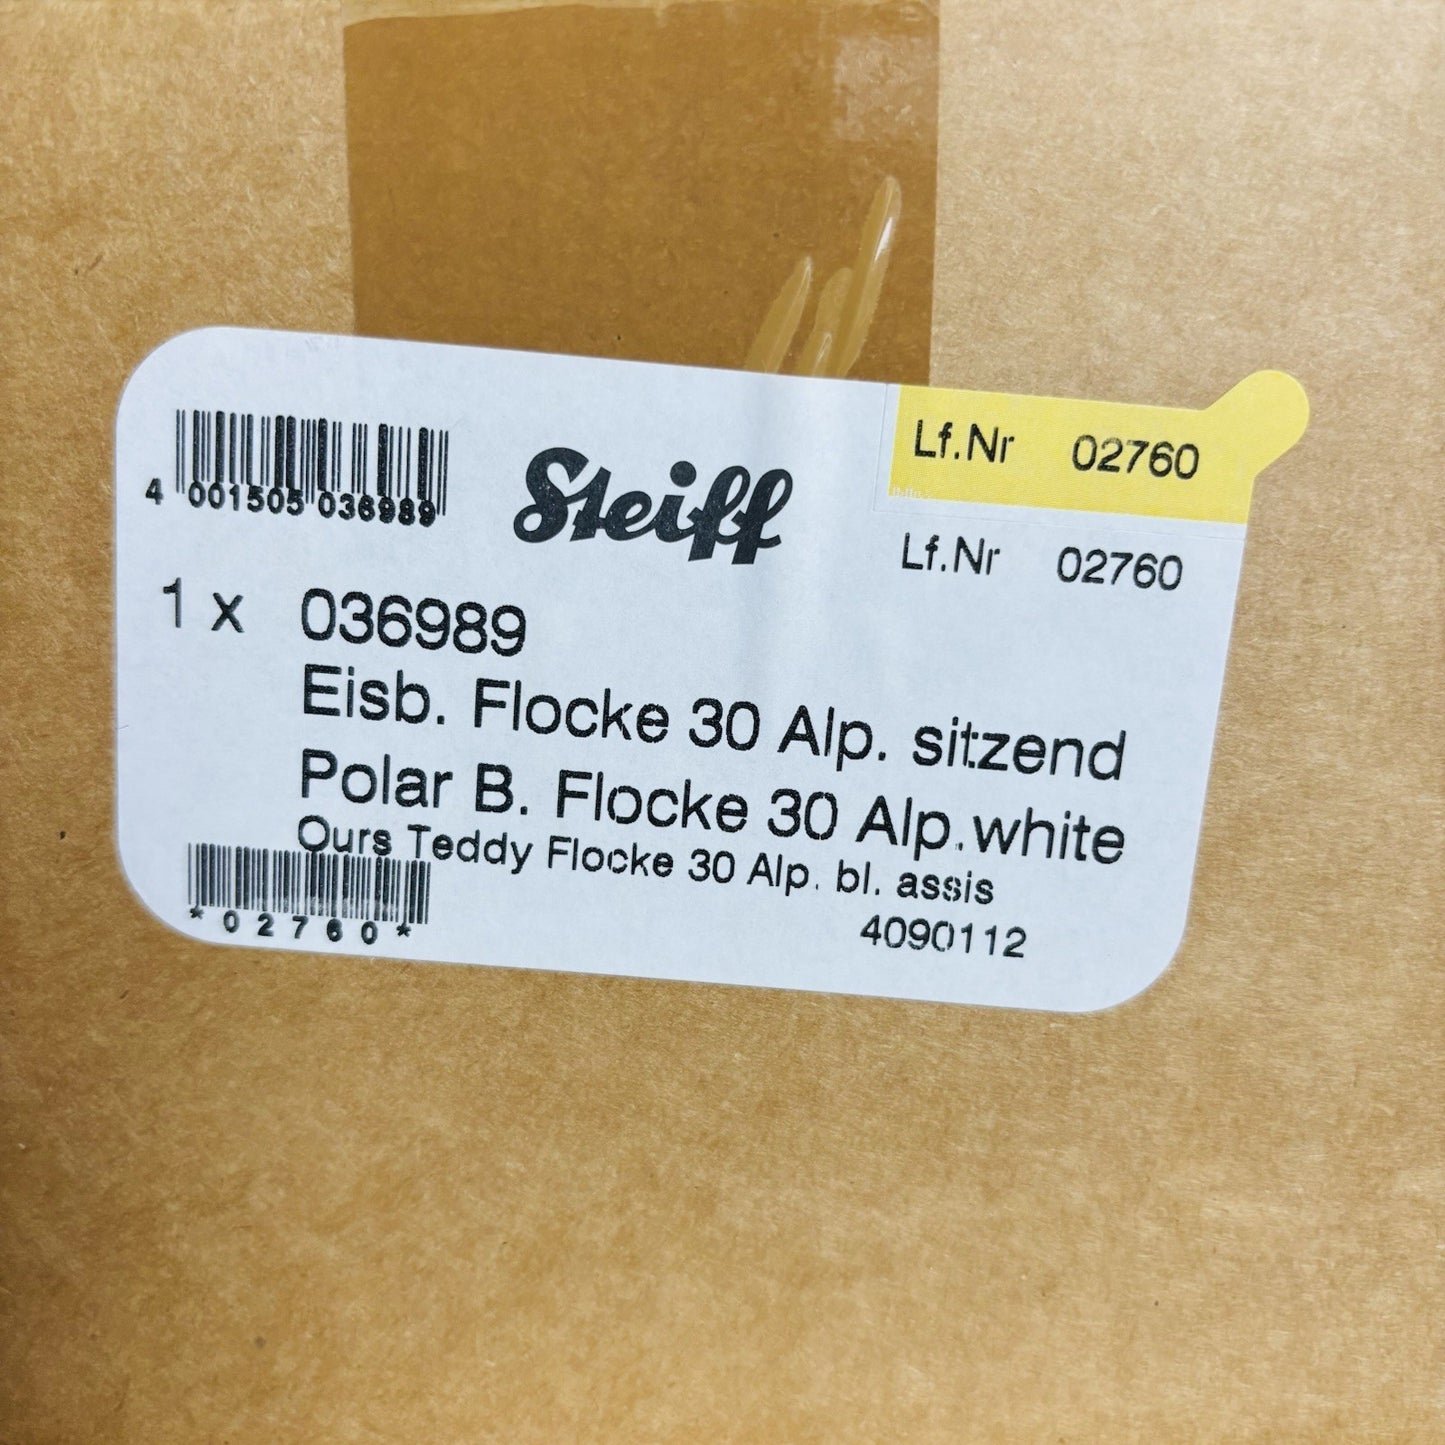 4 001505 036989
Steiff
Lf.Nr 02760
Lf.Nr 02760
1 x 036989
Eisb. Flocke 30 Alp. sitzend
Polar B. Flocke 30 Alp.white
Ours Teddy Flocke 30 Alp. bl. assis
*02760*
4090112